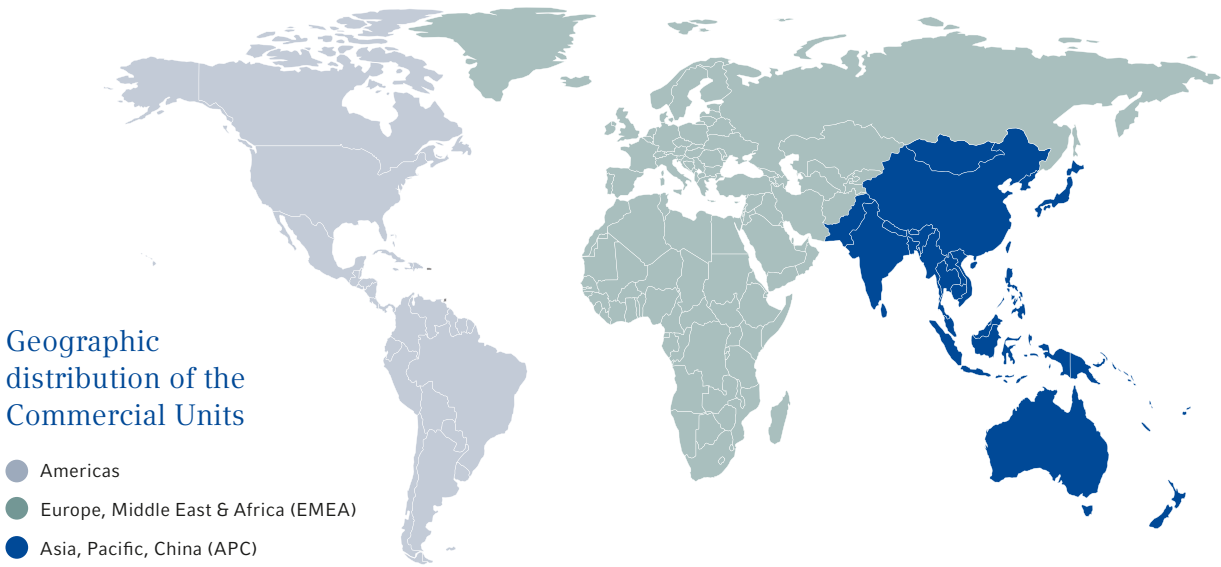 Geographic
distribution of the
Commercial Units
Americas
Europe, Middle East & Africa (EMEA)
Asia, Pacific, China (APC)